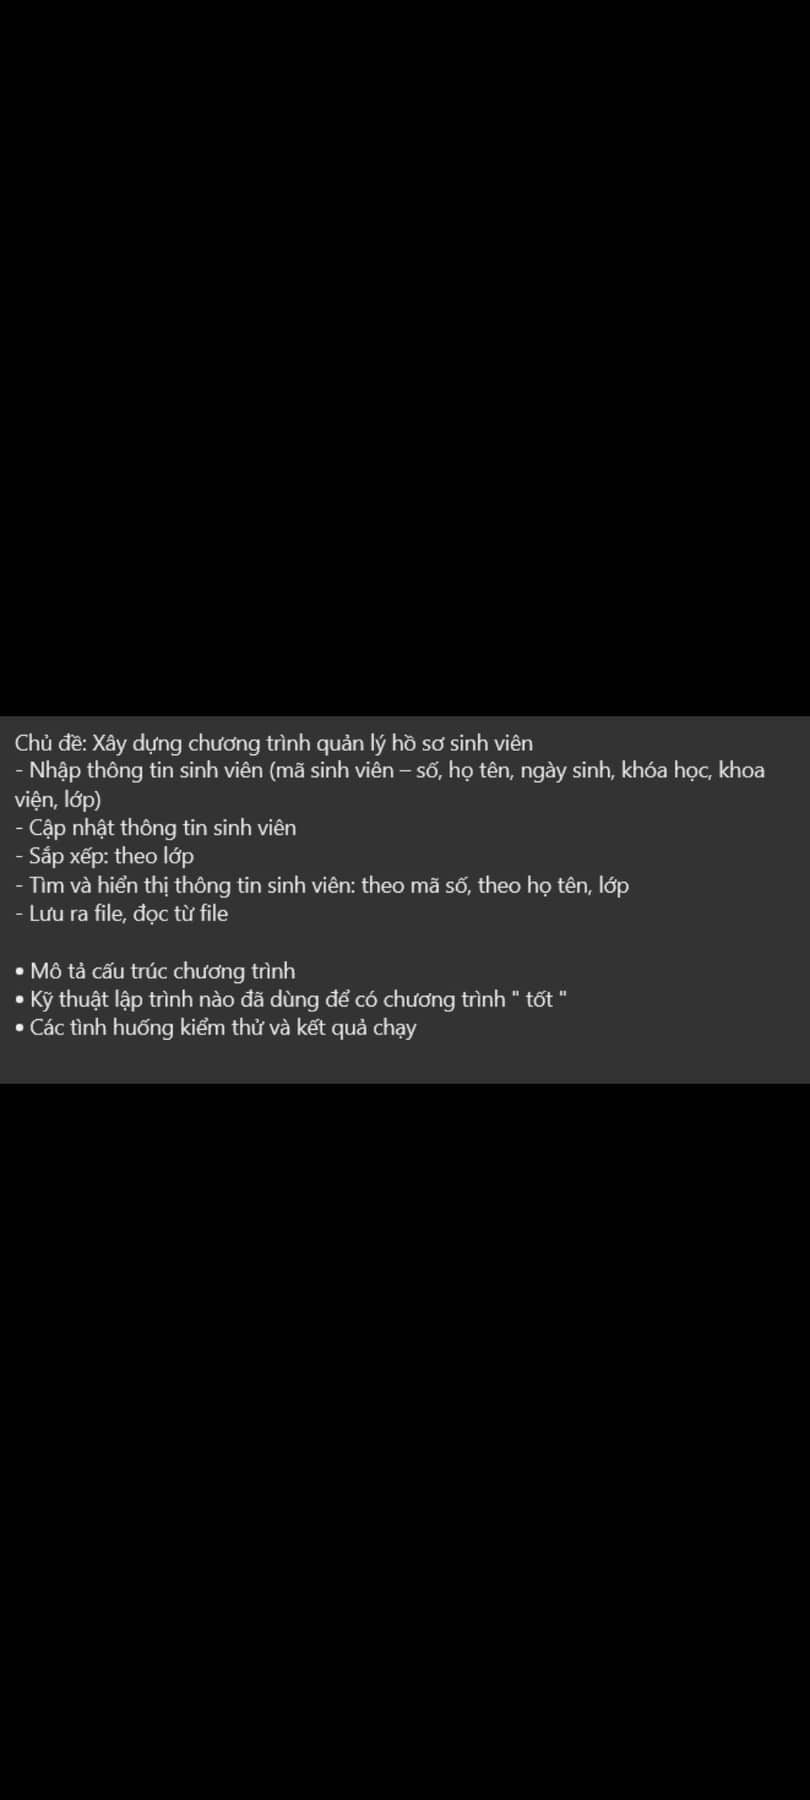 Chủ đề: Xây dựng chương trình quản lý hồ sơ sinh viên
- Nhập thông tin sinh viên (mã sinh viên – số, họ tên, ngày sinh, khóa học, khoa
viện, lớp)
- Cập nhật thông tin sinh viên
- Sắp xếp: theo lớp
- Tìm và hiển thị thông tin sinh viên: theo mã số, theo họ tên, lớp
- Lưu ra file, đọc từ file
• Mô tả cấu trúc chương trình
• Kỹ thuật lập trình nào đã dùng để có chương trình " tốt "
• Các tình huống kiểm thử và kết quả chạy